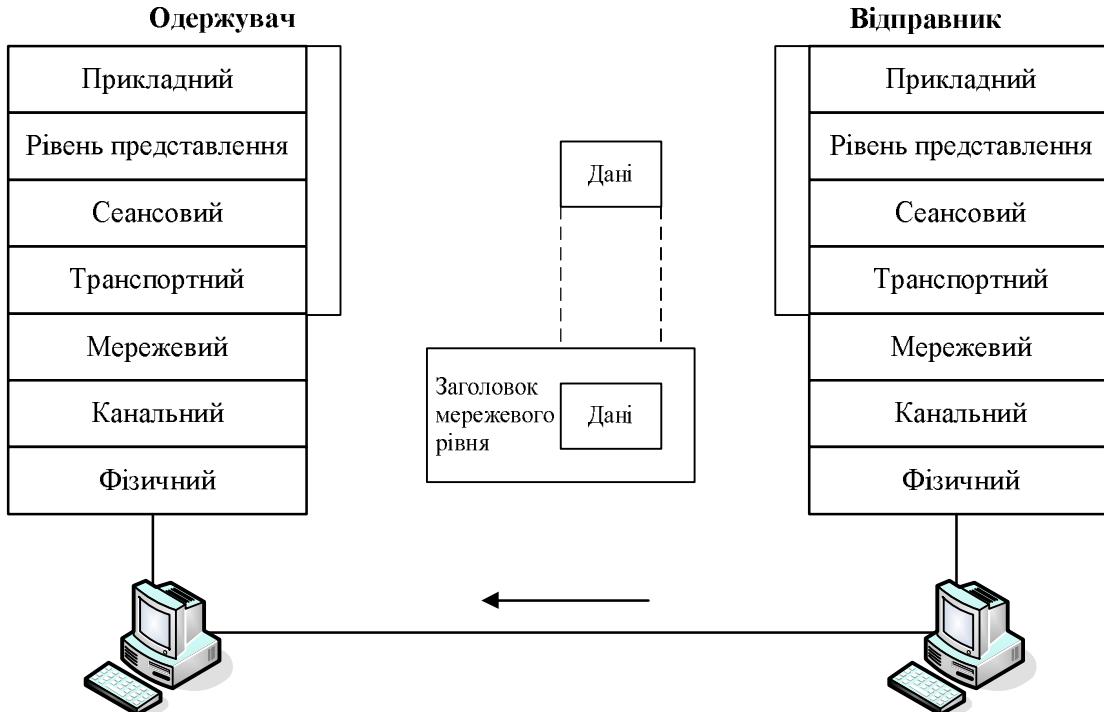 Одержувач
Відправник
Прикладний
Рівень представлення
Сеансовий
Транспортний
Мережевий
Канальний
Фізичний
Дані
Заголовок
мережевого
рівня
Дані
Прикладний
Рівень представлення
Сеансовий
Транспортний
Мережевий
Канальний
Фізичний